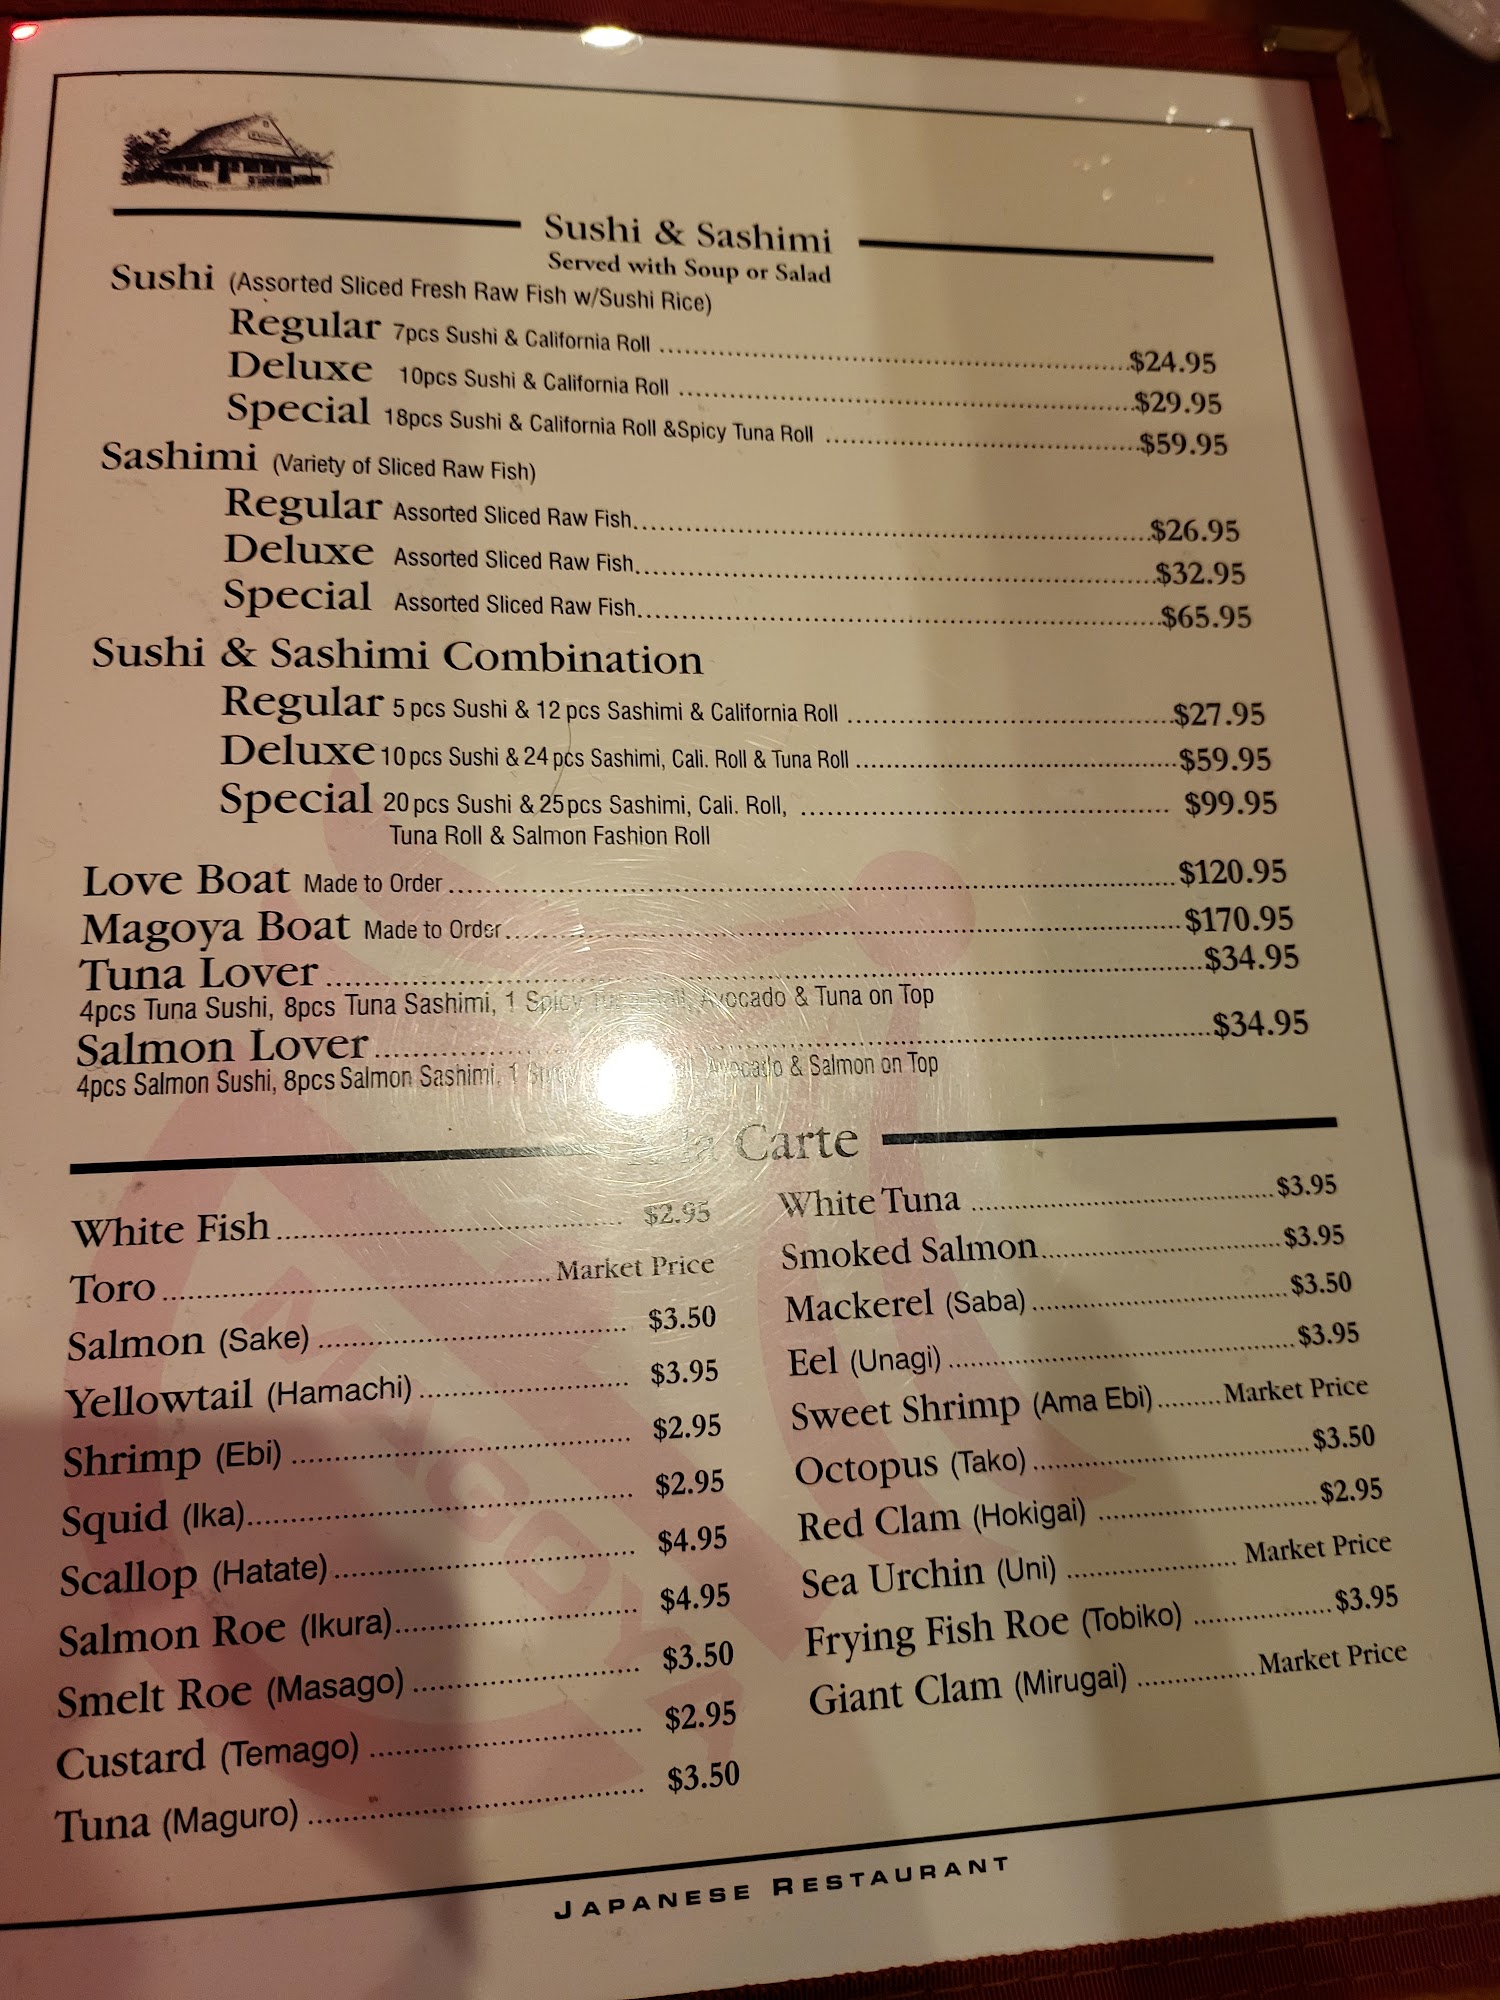 Sushi & Sashimi
Served with Soup or Salad
Sushi (Assorted Sliced Fresh Raw Fish w/Sushi Rice)
Regular 7pcs Sushi & California Roll $24.95
Deluxe 10pcs Sushi & California Roll $29.95
Special 18pcs Sushi & California Roll &Spicy Tuna Roll $59.95
Sashimi (Variety of Sliced Raw Fish)
Regular Assorted Sliced Raw Fish $26.95
Deluxe Assorted Sliced Raw Fish $32.95
Special Assorted Sliced Raw Fish $65.95
Sushi & Sashimi Combination
Regular 5 pcs Sushi & 12 pcs Sashimi & California Roll $27.95
Deluxe 10 pcs Sushi & 24 pcs Sashimi, Cali. Roll & Tuna Roll $59.95
Special 20 pcs Sushi & 25pcs Sashimi, Cali. Roll, $99.95
Tuna Roll & Salmon Fashion Roll
Love Boat Made to Order $120.95
Magoya Boat Made to Order $170.95
Tuna Lover $34.95
4pcs Tuna Sushi, 8pcs Tuna Sashimi, 1 Spicy Tuna Roll, Avocado & Tuna on Top
Salmon Lover $34.95
4pcs Salmon Sushi, 8pcs Salmon Sashimi, 1 Avocado & Salmon on Top
A la Carte
White Fish $2.95
Toro Market Price
Salmon (Sake) $3.50
Yellowtail (Hamachi) $3.95
Shrimp (Ebi) $2.95
Squid (Ika) $2.95
Scallop (Hatate) $4.95
Salmon Roe (Ikura) $4.95
Smelt Roe (Masago) $3.50
Custard (Temago) $2.95
Tuna (Maguro) $3.50
White Tuna $3.95
Smoked Salmon $3.95
Mackerel (Saba) $3.50
Eel (Unagi) $3.95
Sweet Shrimp (Ama Ebi) Market Price
Octopus (Tako) $3.50
Red Clam (Hokigai) $2.95
Sea Urchin (Uni) Market Price
Frying Fish Roe (Tobiko) $3.95
Giant Clam (Mirugai) Market Price
MAGOYA
JAPANESE RESTAURANT